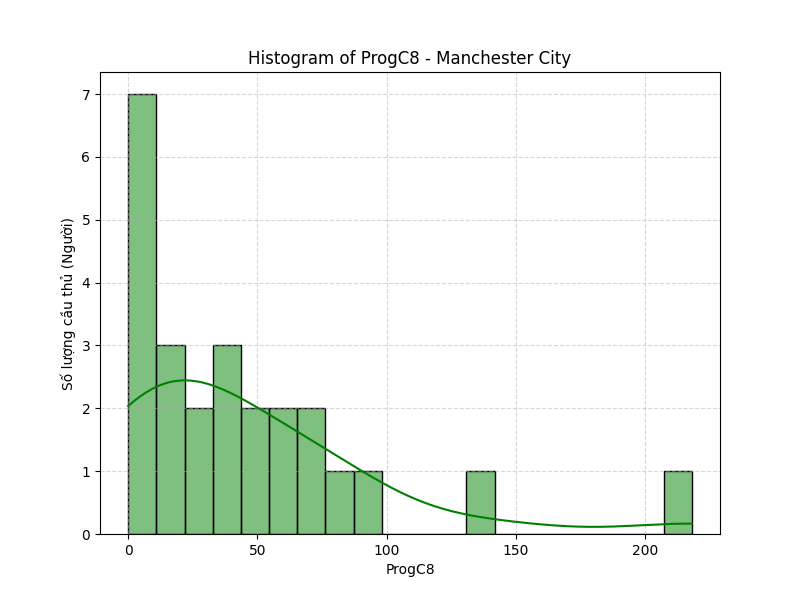 Histogram of ProgC8 - Manchester City
7
6
5
4
3
2
1
0
Số lượng cầu thủ (Người)
0 50 100 150 200
ProgC8